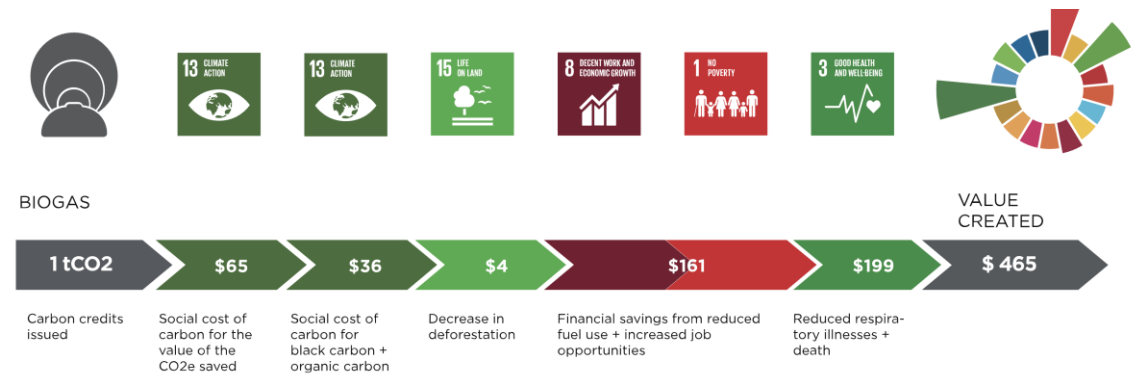 13 CLIMATE
ACTION
13 CLIMATE
ACTION
15 LIFE
ON LAND
8 DECENT WORK AND
ECONOMIC GROWTH
1 NO
POVERTY
3 GOOD HEALTH
AND WELL-BEING
BIOGAS
VALUE
CREATED
1 tCO2
$65
$36
$4
$161
$199
$ 465
Carbon credits
issued
Social cost of
carbon for the
value of the
CO2e saved
Social cost of
carbon for
black carbon +
organic carbon
Decrease in
deforestation
Financial savings from reduced
fuel use + increased job
opportunities
Reduced respira-
tory illnesses +
death